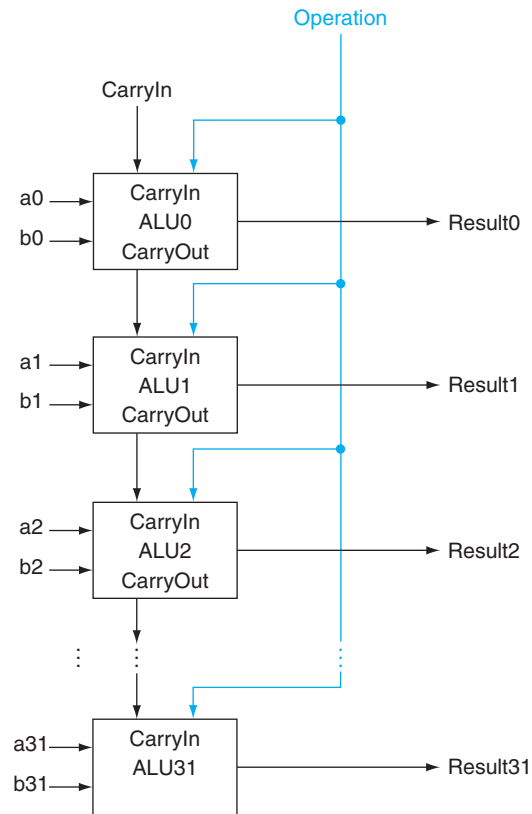 Operation
CarryIn
a0
b0
CarryIn
ALU0
CarryOut
Result0
a1
b1
CarryIn
ALU1
CarryOut
Result1
a2
b2
CarryIn
ALU2
CarryOut
Result2
a31
b31
CarryIn
ALU31
Result31